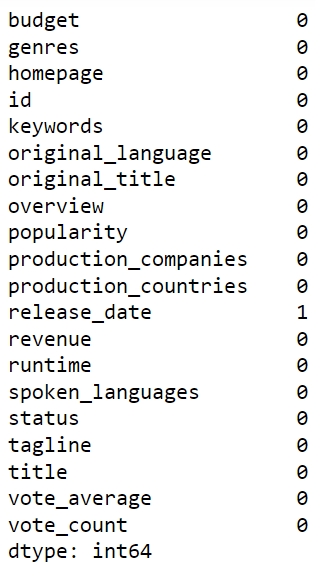 budget 0
genres 0
homepage 0
id 0
keywords 0
original_language 0
original_title 0
overview 0
popularity 0
production_companies 0
production_countries 0
release_date 1
revenue 0
runtime 0
spoken_languages 0
status 0
tagline 0
title 0
vote_average 0
vote_count 0
dtype: int64